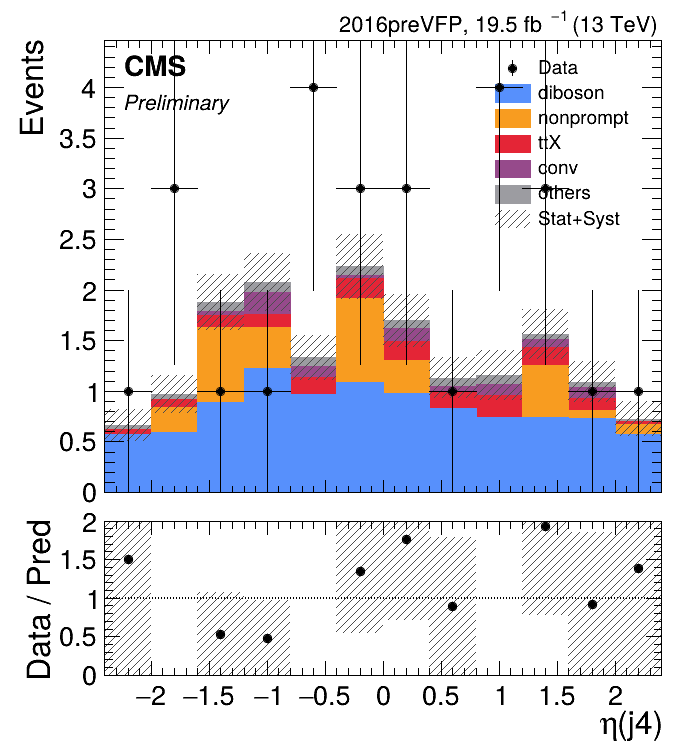 2016preVFP, 19.5 fb⁻¹ (13 TeV)
CMS
Preliminary
Data
diboson
nonprompt
ttX
conv
others
Stat+Syst
Events
4
3.5
3
2.5
2
1.5
1
0.5
0
Data / Pred
2
1.5
1
0.5
0
−2 −1.5 −1 −0.5 0 0.5 1 1.5 2
η(j4)